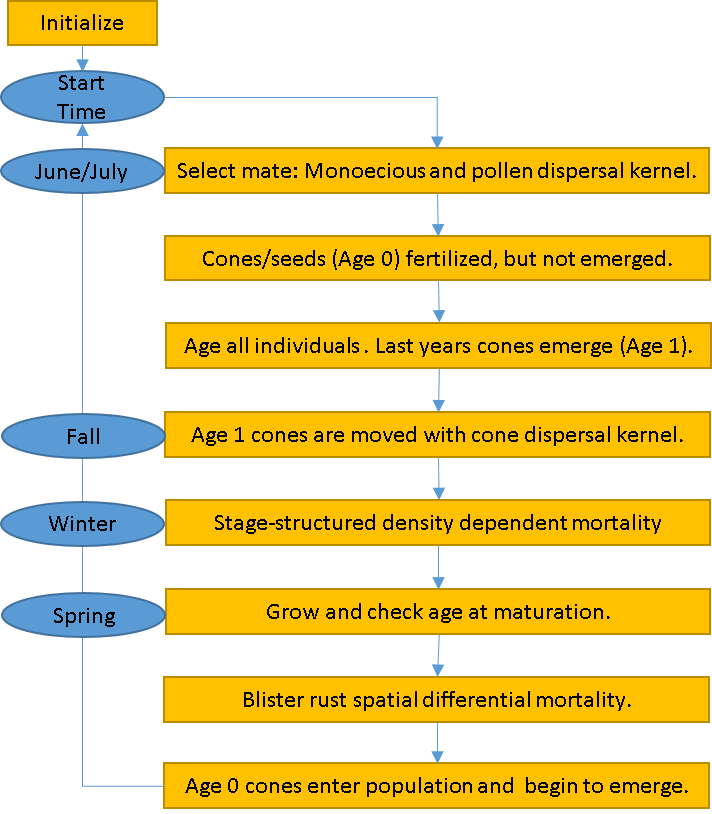 Initialize
Start
Time
June/July
Select mate: Monoecious and pollen dispersal kernel.
Cones/seeds (Age 0) fertilized, but not emerged.
Age all individuals . Last years cones emerge (Age 1).
Fall
Age 1 cones are moved with cone dispersal kernel.
Winter
Stage-structured density dependent mortality
Spring
Grow and check age at maturation.
Blister rust spatial differential mortality.
Age 0 cones enter population and  begin to emerge.